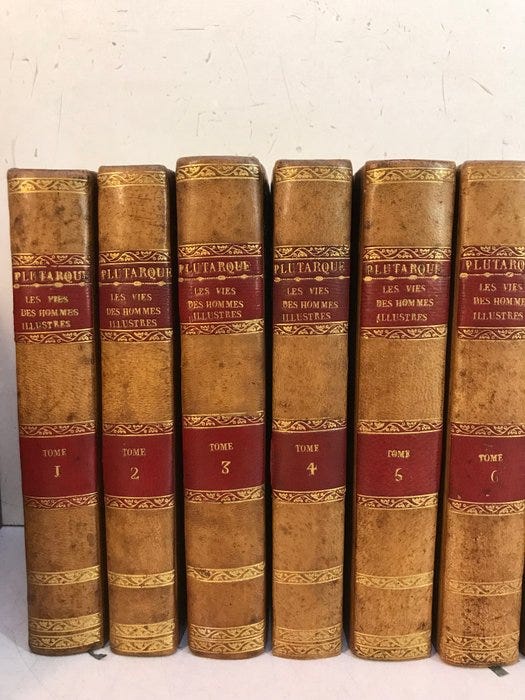 PLUTARQUE
LES VIES
DES HOMMES
ILLUSTRES
TOME
1
PLUTARQUE
LES VIES
DES HOMMES
ILLUSTRES
TOME
2
PLUTARQUE
LES VIES
DES HOMMES
ILLUSTRES
TOME
3
PLUTARQUE
LES VIES
DES HOMMES
ILLUSTRES
TOME
4
PLUTARQUE
LES VIES
DES HOMMES
ILLUSTRES
TOME
5
PLUTARQ
LES VIES
DES HOMM
ILLUSTRES
TOME
6